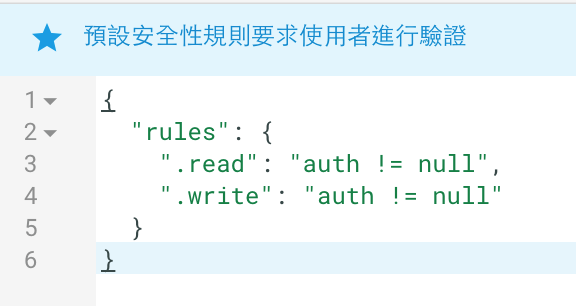 預設安全性規則要求使用者進行驗證
1 {
2 "rules": {
3 ".read": "auth != null",
4 ".write": "auth != null"
5 }
6 }